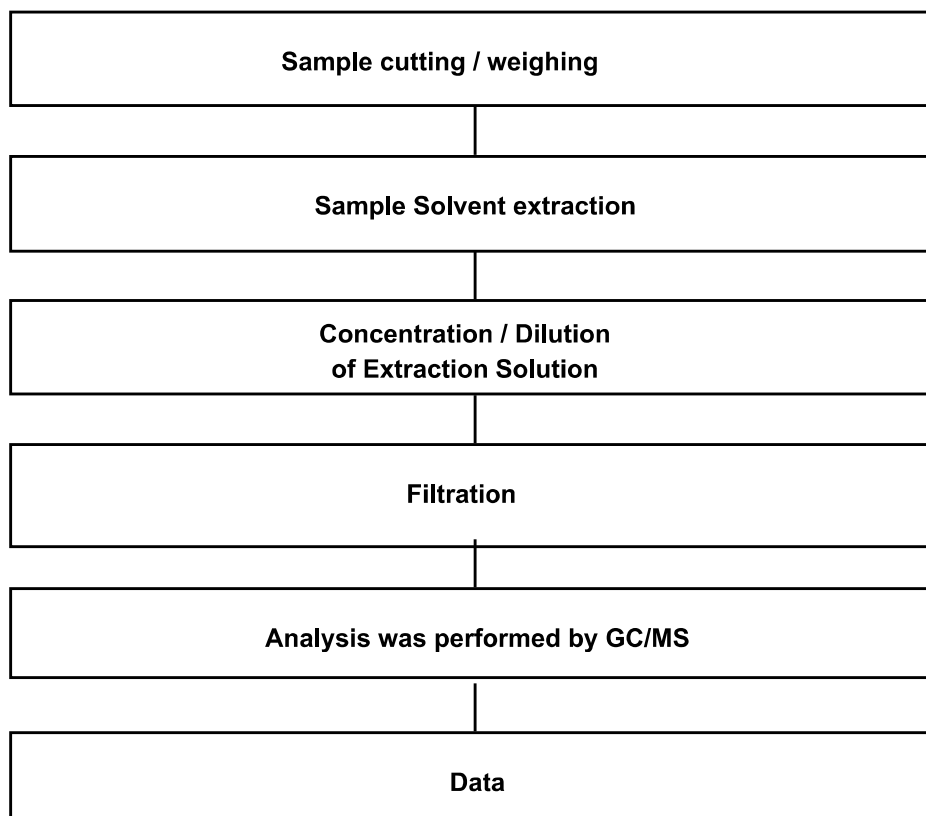 Sample cutting / weighing
Sample Solvent extraction
Concentration / Dilution
of Extraction Solution
Filtration
Analysis was performed by GC/MS
Data